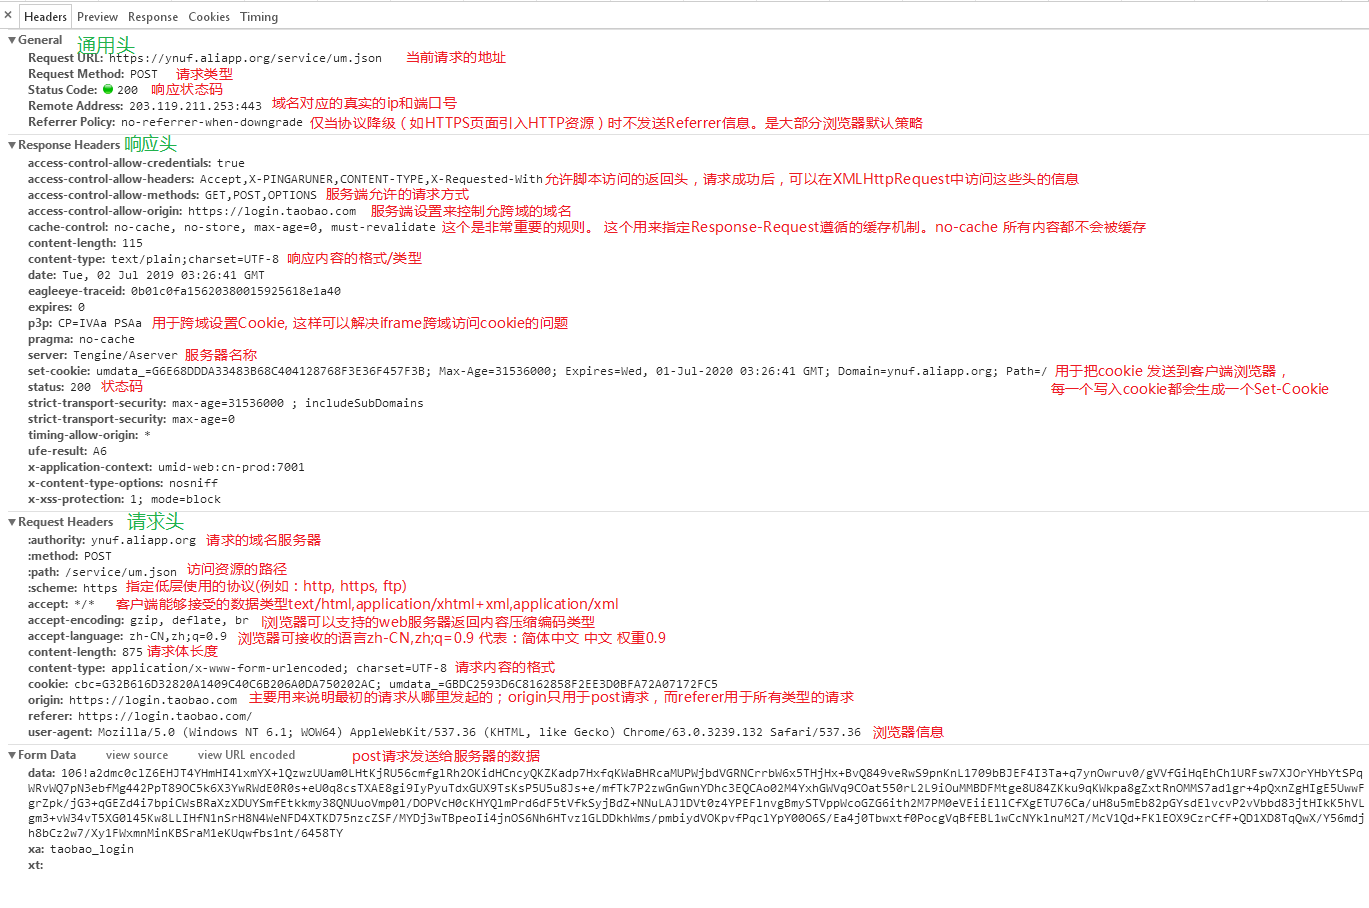 × Headers Preview Response Cookies Timing
▼General 通用头
Request URL: https://ynuf.aliapp.org/service/um.json 当前请求的地址
Request Method: POST 请求类型
Status Code: 200 响应状态码
Remote Address: 203.119.211.253:443 域名对应的真实的ip和端口号
Referrer Policy: no-referrer-when-downgrade 仅当协议降级（如HTTPS页面引入HTTP资源）时不发送Referrer信息。是大部分浏览器默认策略
▼Response Headers 响应头
access-control-allow-credentials: true
access-control-allow-headers: Accept,X-PINGARUNER,CONTENT-TYPE,X-Requested-With 允许脚本访问的返回头，请求成功后，可以在XMLHttpRequest中访问这些头的信息
access-control-allow-methods: GET,POST,OPTIONS 服务端允许的请求方式
access-control-allow-origin: https://login.taobao.com 服务端设置来控制允跨域的域名
cache-control: no-cache, no-store, max-age=0, must-revalidate 这个是非常重要的规则。 这个用来指定Response-Request遵循的缓存机制。no-cache 所有内容都不会被缓存
content-length: 115
content-type: text/plain;charset=UTF-8 响应内容的格式/类型
date: Tue, 02 Jul 2019 03:26:41 GMT
eagleeye-traceid: 0b01c0fa15620380015925618e1a40
expires: 0
p3p: CP=IVAa PSAa 用于跨域设置Cookie, 这样可以解决iframe跨域访问cookie的问题
pragma: no-cache
server: Tengine/Aserver 服务器名称
set-cookie: umdata_=G6E68DDDA33483B68C404128768F3E36F457F3B; Max-Age=31536000; Expires=Wed, 01-Jul-2020 03:26:41 GMT; Domain=ynuf.aliapp.org; Path=/ 用于把cookie 发送到客户端浏览器，
status: 200 状态码 每一个写入cookie都会生成一个Set-Cookie
strict-transport-security: max-age=31536000 ; includeSubDomains
strict-transport-security: max-age=0
timing-allow-origin: *
ufe-result: A6
x-application-context: umid-web:cn-prod:7001
x-content-type-options: nosniff
x-xss-protection: 1; mode=block
▼Request Headers 请求头
:authority: ynuf.aliapp.org 请求的域名服务器
:method: POST
:path: /service/um.json 访问资源的路径
:scheme: https 指定低层使用的协议(例如：http, https, ftp)
accept: */* 客户端能够接受的数据类型text/html,application/xhtml+xml,application/xml
accept-encoding: gzip, deflate, br l浏览器可以支持的web服务器返回内容压缩编码类型
accept-language: zh-CN,zh;q=0.9 浏览器可接收的语言zh-CN,zh;q=0.9 代表：简体中文 中文 权重0.9
content-length: 875 请求体长度
content-type: application/x-www-form-urlencoded; charset=UTF-8 请求内容的格式
cookie: cbc=G32B616D32820A1409C40C6B206A0DA750202AC; umdata_=GBDC2593D6C8162858F2EE3D0BFA72A07172FC5
origin: https://login.taobao.com 主要用来说明最初的请求从哪里发起的；origin只用于post请求，而referer用于所有类型的请求
referer: https://login.taobao.com/
user-agent: Mozilla/5.0 (Windows NT 6.1; WOW64) AppleWebKit/537.36 (KHTML, like Gecko) Chrome/63.0.3239.132 Safari/537.36 浏览器信息
▼Form Data view source view URL encoded post请求发送给服务器的数据
data: 106!a2dmc0clZ6EHJT4YHmHI4lxmYX+lQzwzUUam0LHtKjRU56cmfglRh2OKidHCncyQKZKadp7HxfqKWaBHRcaMUPWjbdVGRNCrrbW6x5THjHx+BvQ849veRwS9pnKnL1709bBJEF4I3Ta+q7ynOwruv0/gVVfGiHqEhCh1URFsw7XJOrYHbYtSPq
WRvWQ7pN3ebfMg442PpT89OC5k6X3YwRWdE0R0s+eU0q8csTXAE8gi9IyPyuTdxGUX9TsKsP5U5u8Js+e/mfTk7P2zwGnGwnYDhc3EQCAo02M4YxhGWVq9COat550rL2L9iOuMMBDFMtge8U84ZKku9qKWkpa8gZxtRnOMMS7ad1gr+4pQxnZgHIgE5UwwF
grZpk/jG3+qGEZd4i7bpiCWsBRaXzXDUYSmfEtkkmy38QNUuoVmp0l/DOPVcH0cKHYQlmPrd6dF5tVfkSyjBdZ+NNuLAJ1DVt0z4YPEFlnvgBmySTVppWcoGZG6ith2M7PM0eVEiiEllCfXgETU76Ca/uH8u5mEb82pGYsdElvcvP2vVbbd83jtHIkK5hVL
gm3+vW34vT5XG0l45Kw8LLIHfN1nSrH8N4WeNFD4XTKD75nzcZSF/MYDj3wTBpeoIi4jnOS6Nh6HTvz1GLDDkhWms/pmbiydVOKpvfPqclYpY00O6S/Ea4j0Tbwxtf0PocgVqBfEBL1wCcNYklnuM2T/McV1Qd+FKlEOX9CzrCfF+QD1XD8TqQwX/Y56mdj
h8bCz2w7/Xy1FWxmnMinKBSraM1eKUqwfbs1nt/6458TY
xa: taobao_login
xt: